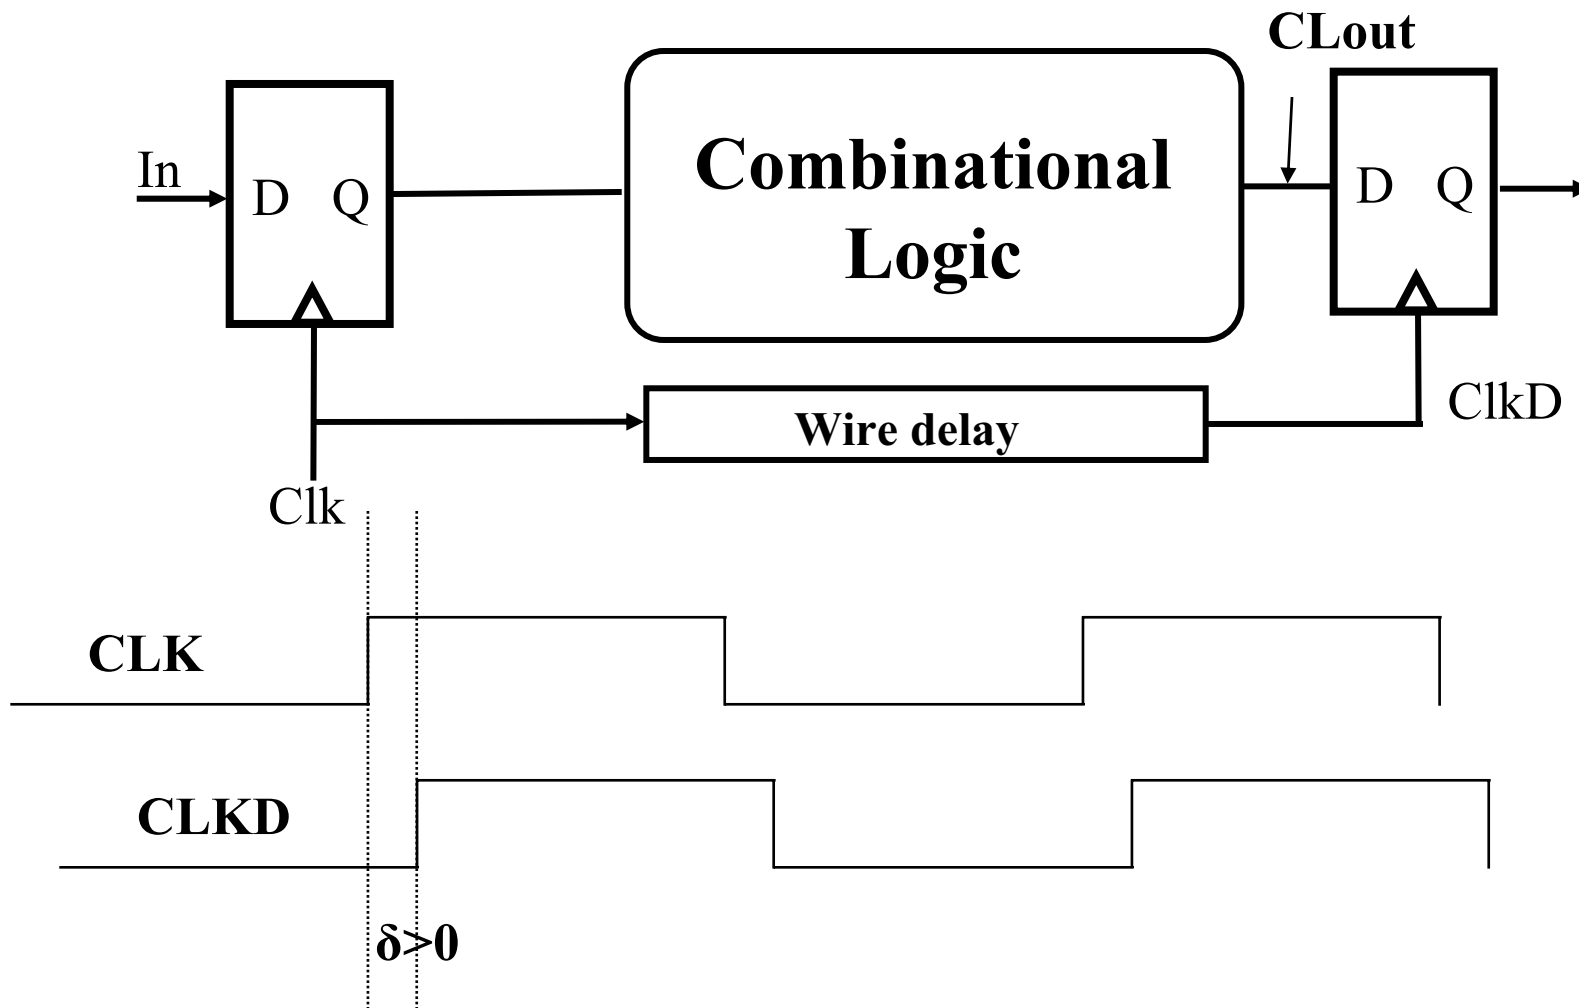 CLout
In
D Q
Combinational
Logic
D Q
Wire delay
ClkD
Clk
CLK
CLKD
δ>0